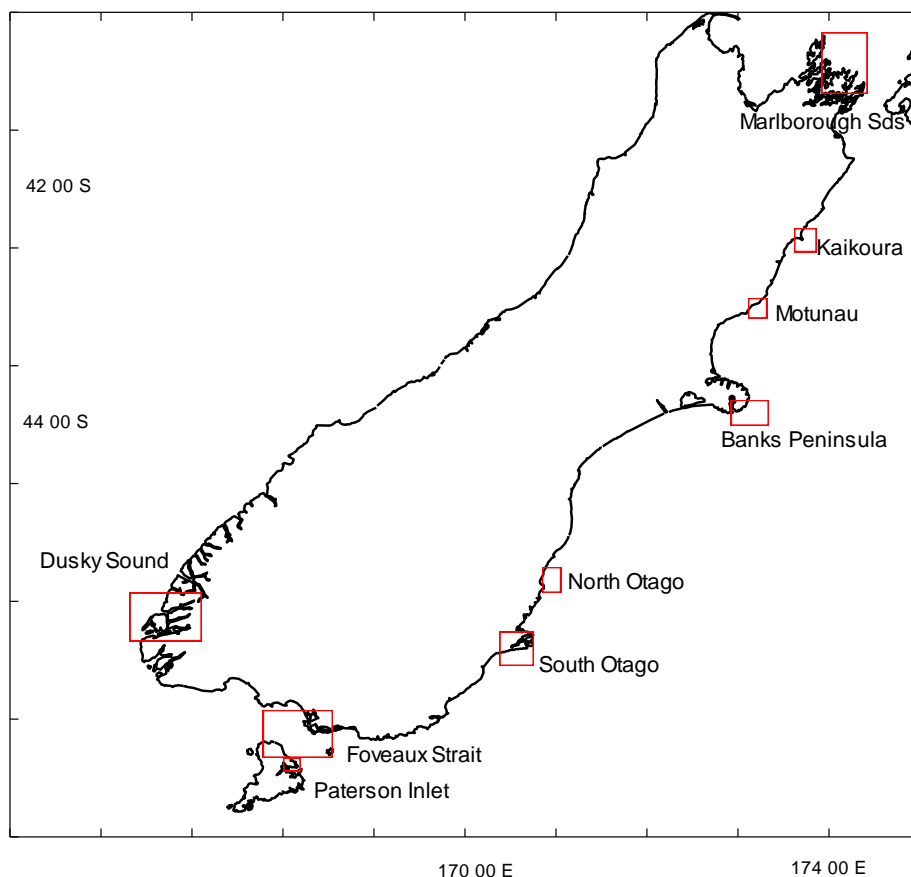 Marlborough Sds
42 00 S
Kaikoura
Motunau
44 00 S
Banks Peninsula
Dusky Sound
North Otago
South Otago
Foveaux Strait
Paterson Inlet
170 00 E
174 00 E